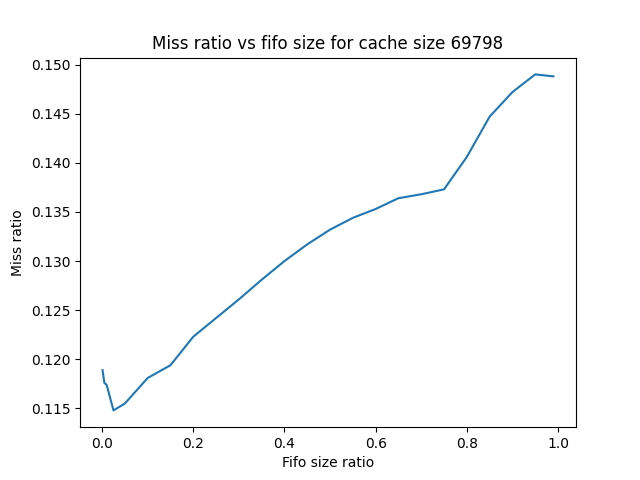 Miss ratio vs fifo size for cache size 69798
0.150
0.145
0.140
0.135
0.130
0.125
0.120
0.115
Miss ratio
0.0 0.2 0.4 0.6 0.8 1.0
Fifo size ratio